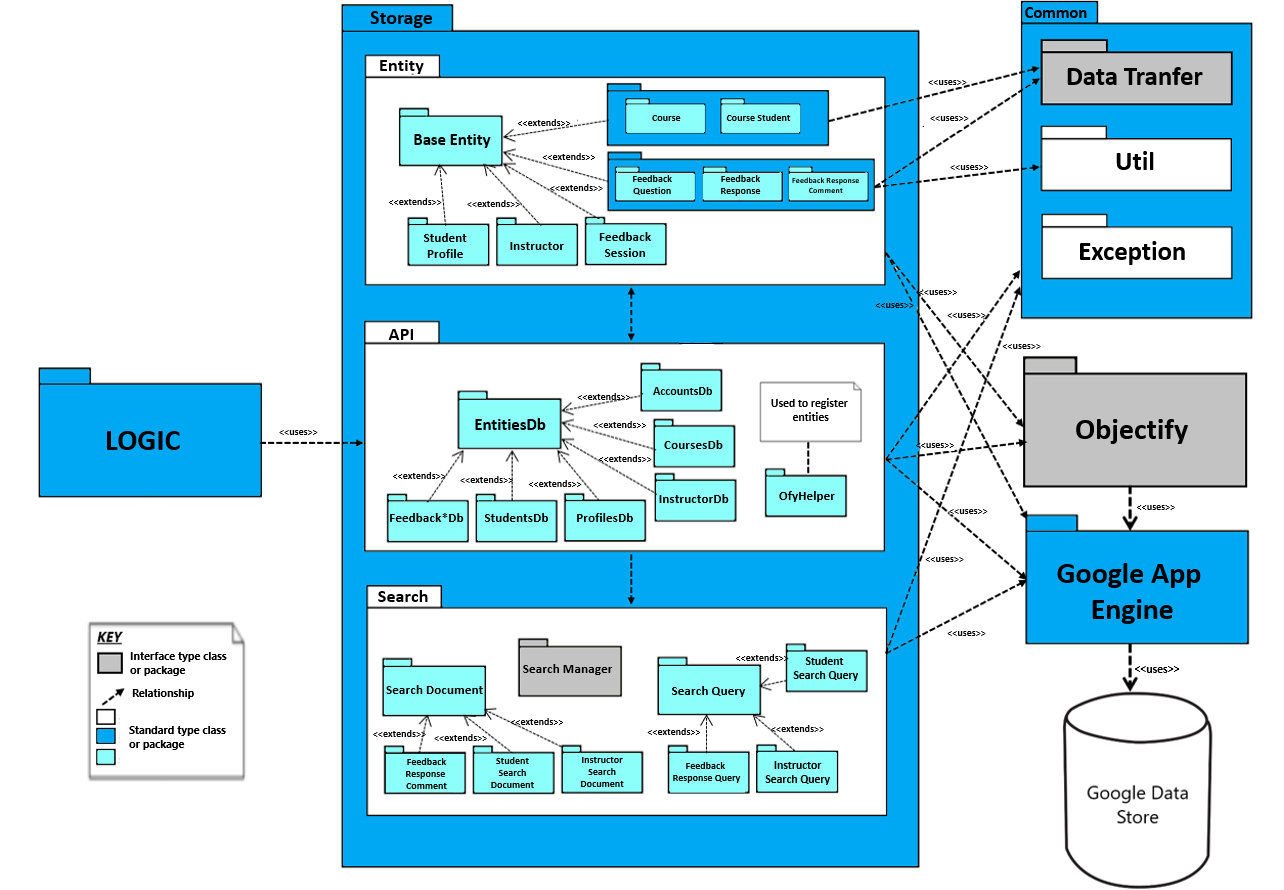 Storage
Common
Entity
Data Tranfer
<<uses>>
Course
Course Student
<<extends>>
Base Entity
<<uses>>
<<extends>>
Util
<<uses>>
Feedback
Question
Feedback
Response
Feedback Response
Comment
<<extends>>
<<extends>>
<<extends>>
Student
Profile
Instructor
Feedback
Session
Exception
<<uses>>
<<uses>>
<<uses>>
API
<<uses>>
AccountsDb
<<extends>>
Used to register
entities
EntitiesDb
<<extends>>
CoursesDb
Objectify
LOGIC
<<uses>>
<<uses>>
<<extends>>
<<extends>>
<<extends>>
<<extends>>
InstructorDb
OfyHelper
Feedback*Db
StudentsDb
ProfilesDb
<<uses>>
<<uses>>
<<uses>>
Google App
Engine
Search
<<uses>>
KEY
Interface type class
or package
Relationship
Standard type class
or package
Search Manager
<<extends>>
Student
Search Query
Search Document
Search Query
<<uses>>
<<extends>>
<<extends>>
<<extends>>
<<extends>>
<<extends>>
Feedback
Response
Comment
Student
Search
Document
Instructor
Search
Document
Feedback
Response Query
Instructor
Search Query
Google Data
Store